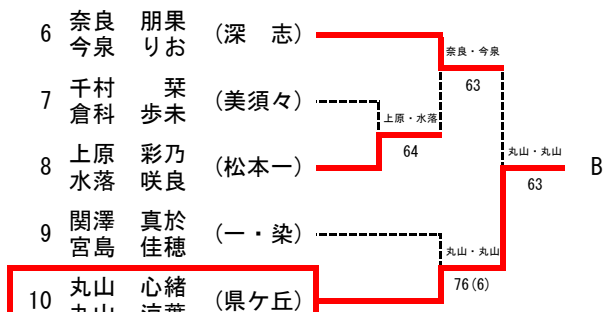 6 奈良 朋果 (深 志)
今泉 りお
奈良・今泉
63
7 千村 栞 (美須々)
倉科 歩未
上原・水落
64
8 上原 彩乃 (松本一)
水落 咲良
丸山・丸山
63
B
9 関澤 真於 (一・染)
宮島 佳穂
丸山・丸山
76(6)
10 丸山 心緒 (県ケ丘)
丸山